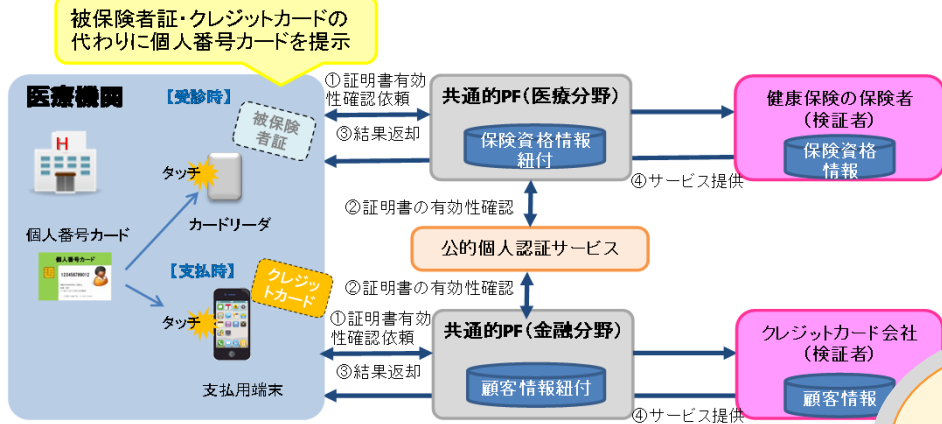 被保険者証・クレジットカードの
代わりに個人番号カードを提示
医療機関
【受診時】
被保険
者証
H
タッチ
カードリーダ
個人番号カード
個人番号カード
123456789012
【支払時】
クレジッ
トカード
タッチ
支払用端末
①証明書有効
性確認依頼
③結果返却
共通的PF(医療分野)
保険資格情報
紐付
健康保険の保険者
(検証者)
保険資格
情報
④サービス提供
②証明書の有効性確認
公的個人認証サービス
②証明書の有効性確認
①証明書有効
性確認依頼
③結果返却
共通的PF(金融分野)
顧客情報紐付
クレジットカード会社
(検証者)
顧客情報
④サービス提供